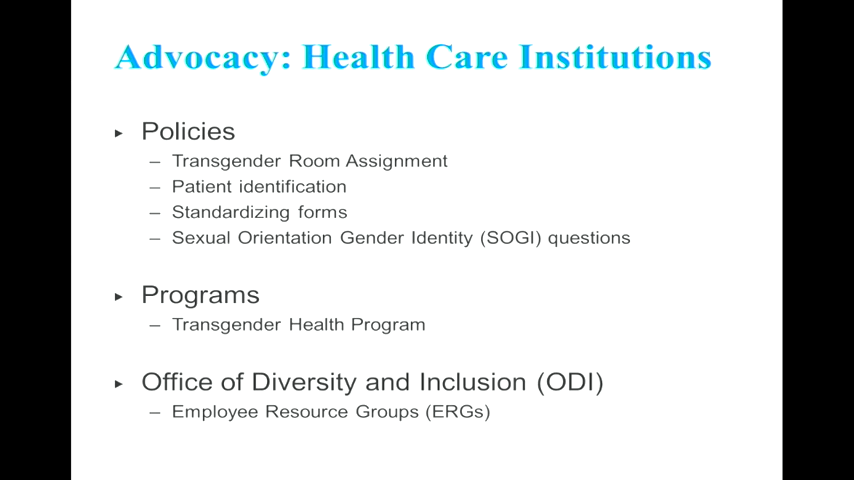 Advocacy: Health Care Institutions
▸ Policies
– Transgender Room Assignment
– Patient identification
– Standardizing forms
– Sexual Orientation Gender Identity (SOGI) questions
▸ Programs
– Transgender Health Program
▸ Office of Diversity and Inclusion (ODI)
– Employee Resource Groups (ERGs)